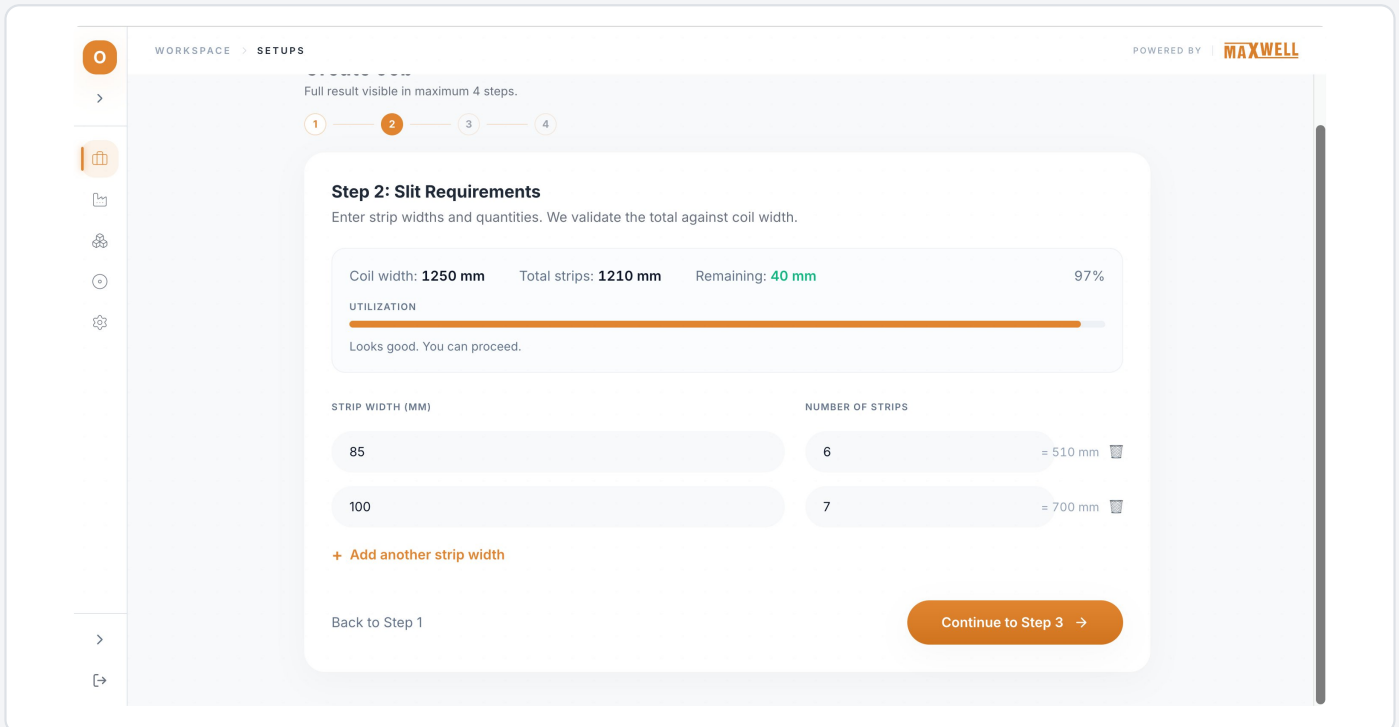 O
WORKSPACE > SETUPS
POWERED BY | MAXWELL
Create Job
Full result visible in maximum 4 steps.
1 2 3 4
Step 2: Slit Requirements
Enter strip widths and quantities. We validate the total against coil width.
Coil width: 1250 mm Total strips: 1210 mm Remaining: 40 mm 97%
UTILIZATION
Looks good. You can proceed.
STRIP WIDTH (MM) NUMBER OF STRIPS
85 6 = 510 mm
100 7 = 700 mm
+ Add another strip width
Back to Step 1 Continue to Step 3 →